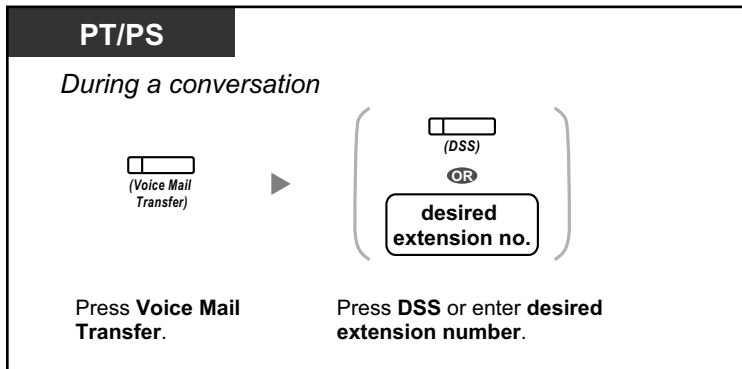 PT/PS
During a conversation
(Voice Mail
Transfer)
(DSS)
OR
desired
extension no.
Press Voice Mail
Transfer.
Press DSS or enter desired
extension number.